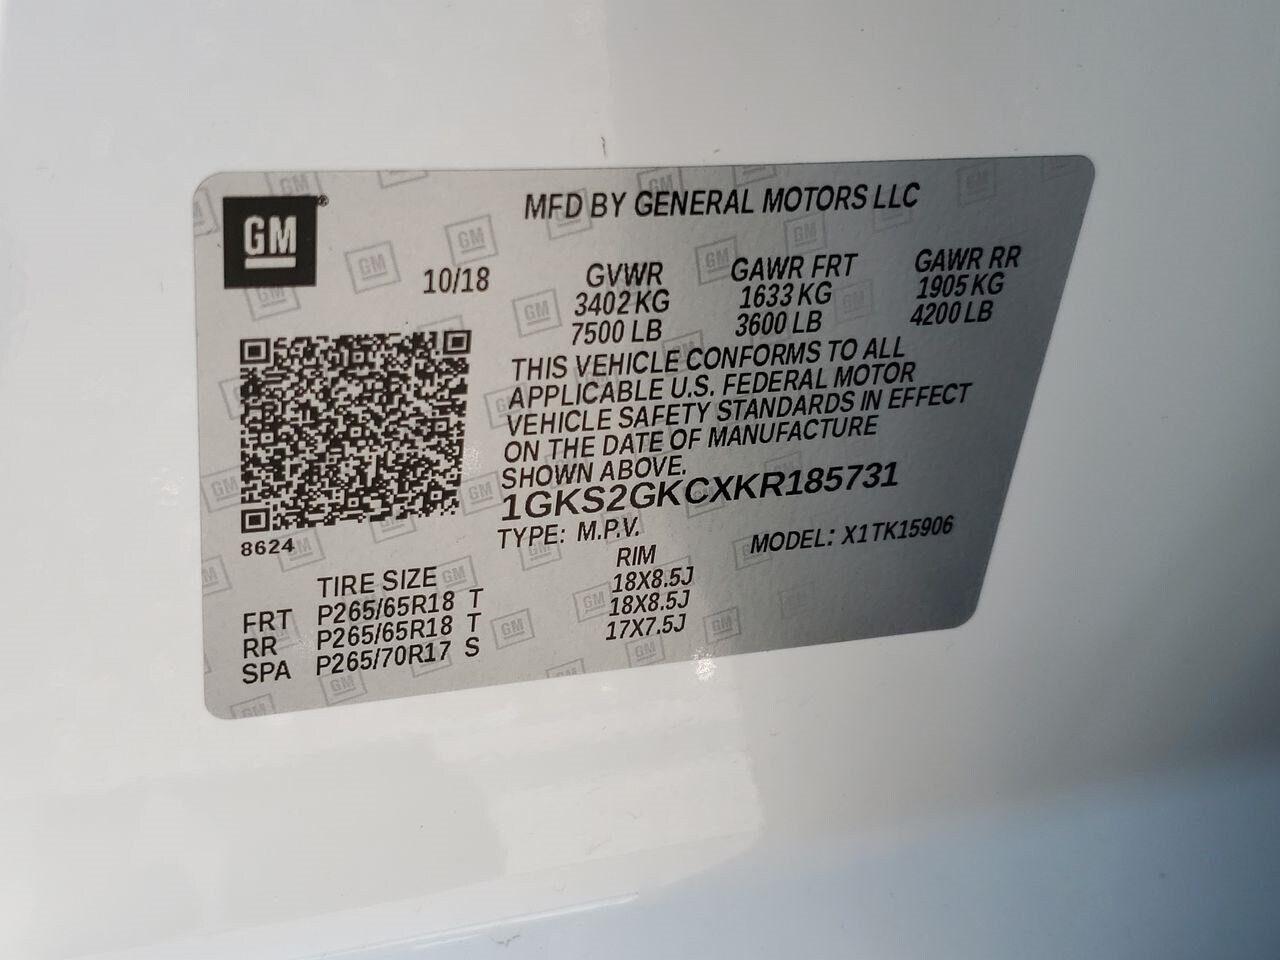 GM®
MFD BY GENERAL MOTORS LLC
10/18
GVWR GAWR FRT GAWR RR
3402 KG 1633 KG 1905 KG
7500 LB 3600 LB 4200 LB
THIS VEHICLE CONFORMS TO ALL
APPLICABLE U.S. FEDERAL MOTOR
VEHICLE SAFETY STANDARDS IN EFFECT
ON THE DATE OF MANUFACTURE
SHOWN ABOVE.
1GKS2GKCXKR185731
TYPE: M.P.V. MODEL: X1TK15906
8624
TIRE SIZE RIM
FRT P265/65R18 T 18X8.5J
RR P265/65R18 T 18X8.5J
SPA P265/70R17 S 17X7.5J